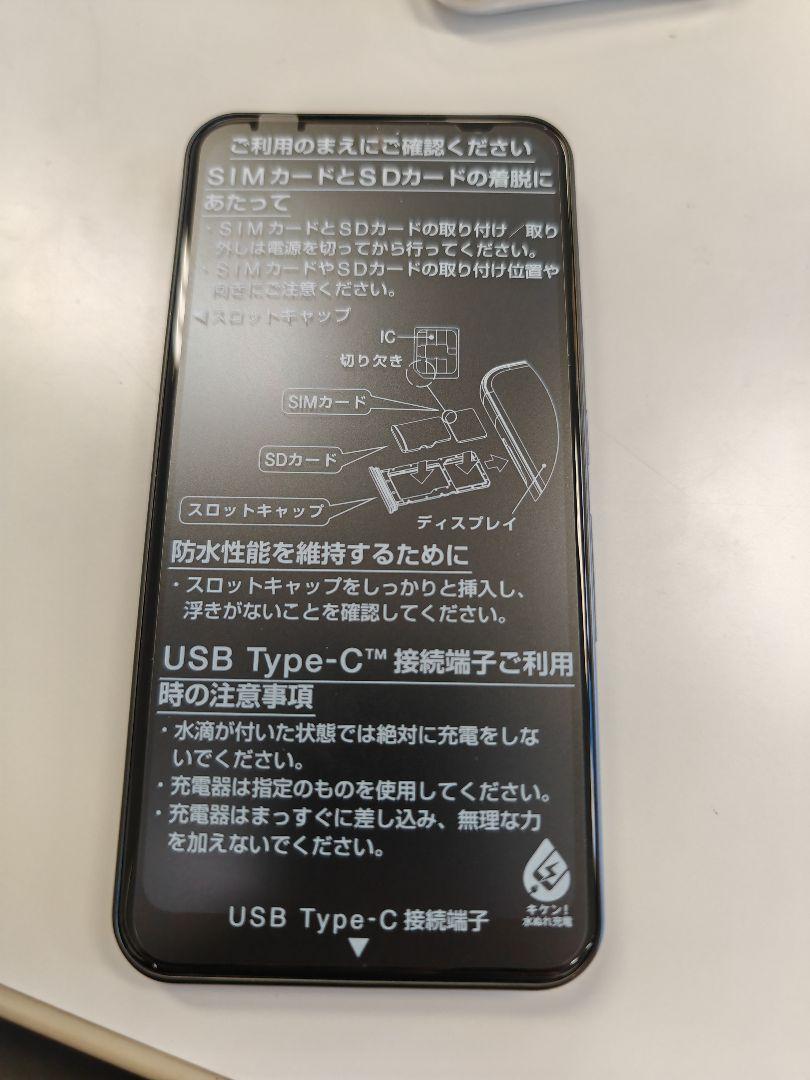 ご利用のまえにご確認ください
SIMカードとSDカードの着脱に
あたって
・SIMカードとSDカードの取り付け／取り
外しは電源を切ってから行ってください。
・SIMカードやSDカードの取り付け位置や
向きにご注意ください。
◀スロットキャップ
IC
切り欠き
SIMカード
SDカード
スロットキャップ
ディスプレイ
防水性能を維持するために
・スロットキャップをしっかりと挿入し、
浮きがないことを確認してください。
USB Type-C™ 接続端子ご利用
時の注意事項
・水滴が付いた状態では絶対に充電をしな
いでください。
・充電器は指定のものを使用してください。
・充電器はまっすぐに差し込み、無理な力
を加えないでください。
キケン!
水ぬれ充電
USB Type-C 接続端子
▼